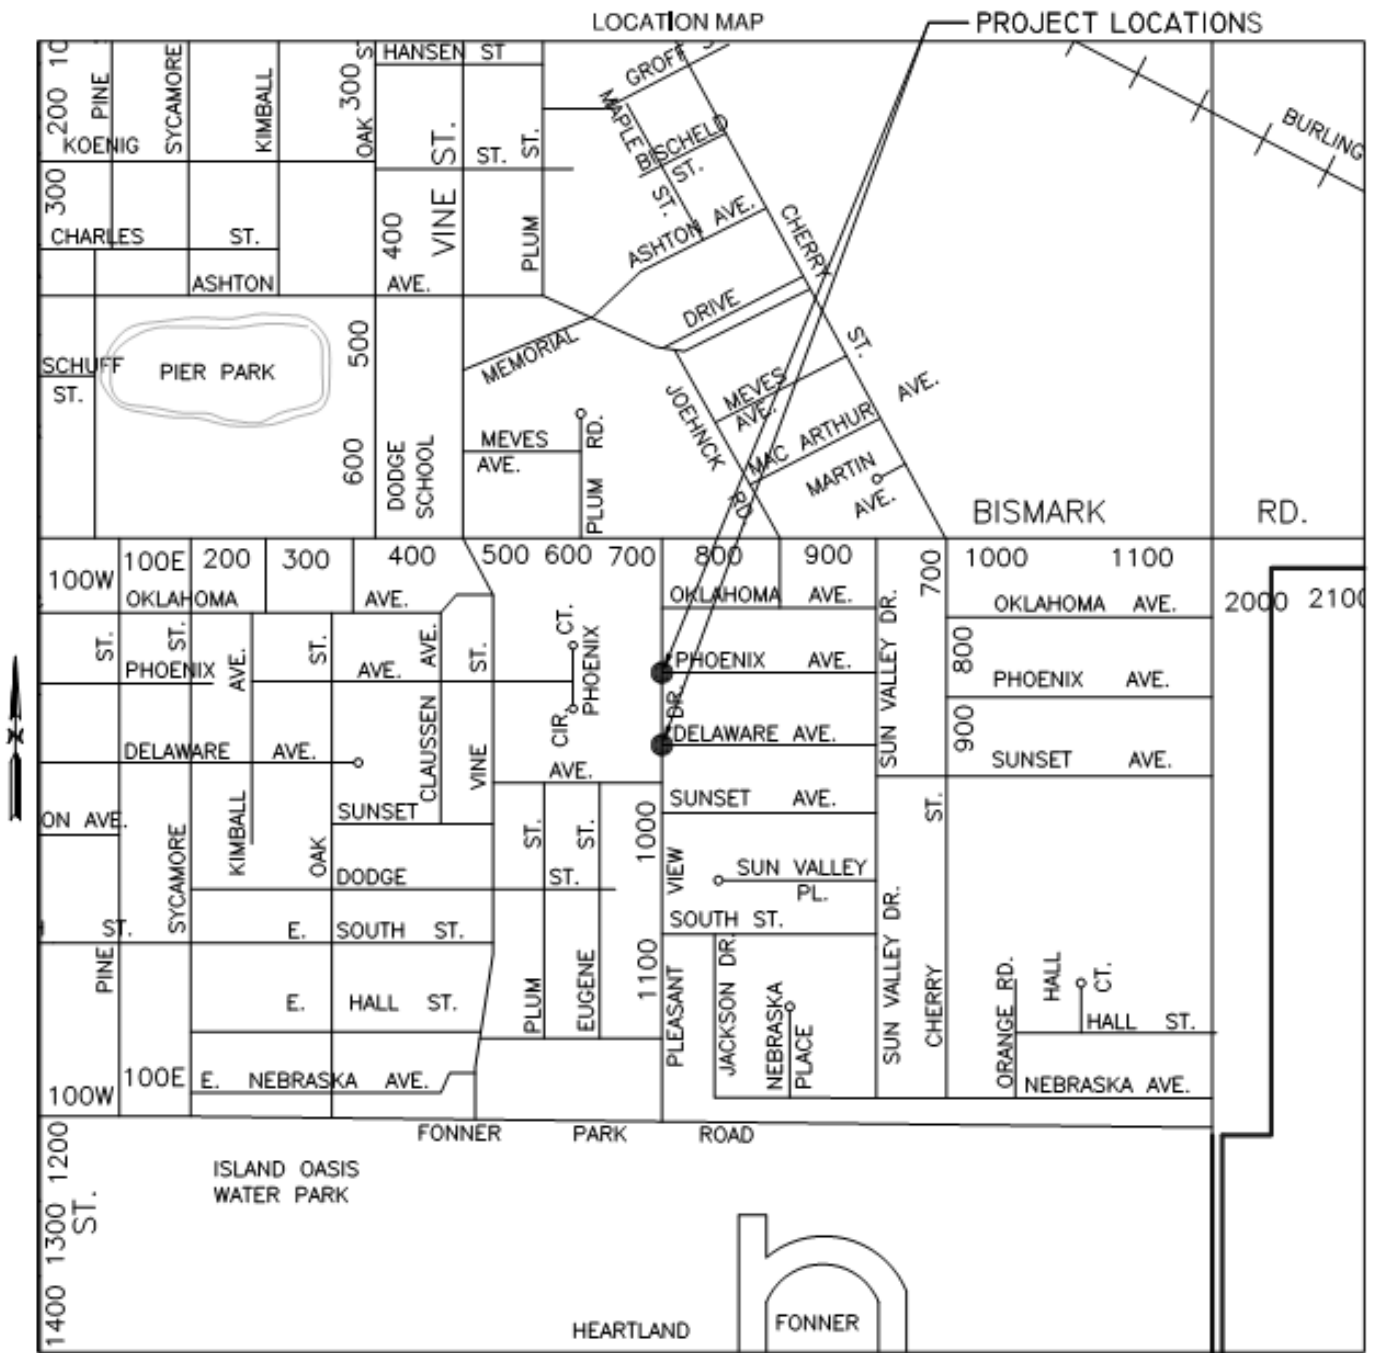 LOCATION MAP
PROJECT LOCATIONS
HANSEN ST
GROFF
10
200
PINE
SYCAMORE
KIMBALL
300
OAK
ST
VINE ST.
PLUM ST.
MAPLE ST.
BISCHELD ST.
BURLING
KOENIG
ST.
300
CHARLES ST.
400
ASHTON AVE.
CHERRY ST.
ASHTON AVE.
MEMORIAL DRIVE
SCHUFF
ST.
PIER PARK
500
JOEHNCK RD
MEVES
AVE.
MAC ARTHUR AVE.
MARTIN
AVE.
600
DODGE
SCHOOL
MEVES
AVE.
PLUM RD.
BISMARK RD.
100W
100E
200
300
400
500
600
700
800
900
700
1000
1100
2000
2100
OKLAHOMA AVE.
OKLAHOMA AVE.
OKLAHOMA AVE.
ST.
ST.
AVE.
ST.
CLAUSSEN AVE.
ST.
PHOENIX AVE.
PHOENIX CT.
CIR.
PHOENIX AVE.
SUN VALLEY DR.
800
PHOENIX AVE.
DR.
DELAWARE AVE.
DELAWARE AVE.
900
SUNSET AVE.
AVE.
VINE
KIMBALL
SUNSET
SUNSET AVE.
ON AVE.
SYCAMORE
OAK
ST.
ST.
1000
ST.
DODGE ST.
VIEW
SUN VALLEY
PL.
ST.
E. SOUTH ST.
SOUTH ST.
SUN VALLEY DR.
PINE
E. HALL ST.
PLUM
EUGENE
1100
PLEASANT
JACKSON DR.
NEBRASKA
PLACE
CHERRY
ORANGE RD.
HALL
CT.
HALL ST.
100W
100E
E. NEBRASKA AVE.
NEBRASKA AVE.
FONNER PARK ROAD
1200
1300
1400
ST.
ISLAND OASIS
WATER PARK
HEARTLAND
FONNER